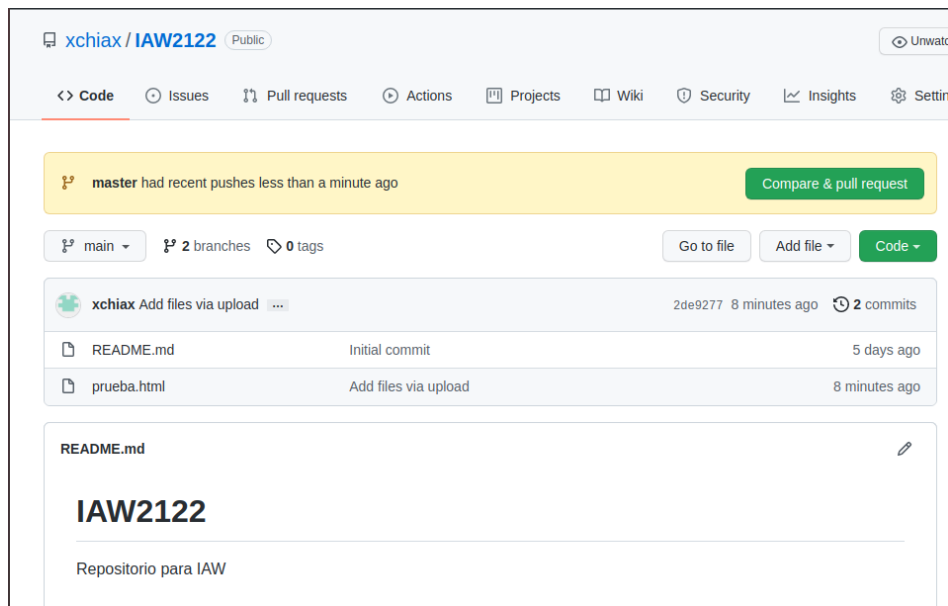 xchiax / IAW2122 Public Unwatc
Code Issues Pull requests Actions Projects Wiki Security Insights Settin
master had recent pushes less than a minute ago Compare & pull request
main 2 branches 0 tags Go to file Add file Code
xchiax Add files via upload ... 2de9277 8 minutes ago 2 commits
README.md Initial commit 5 days ago
prueba.html Add files via upload 8 minutes ago
README.md
IAW2122
Repositorio para IAW